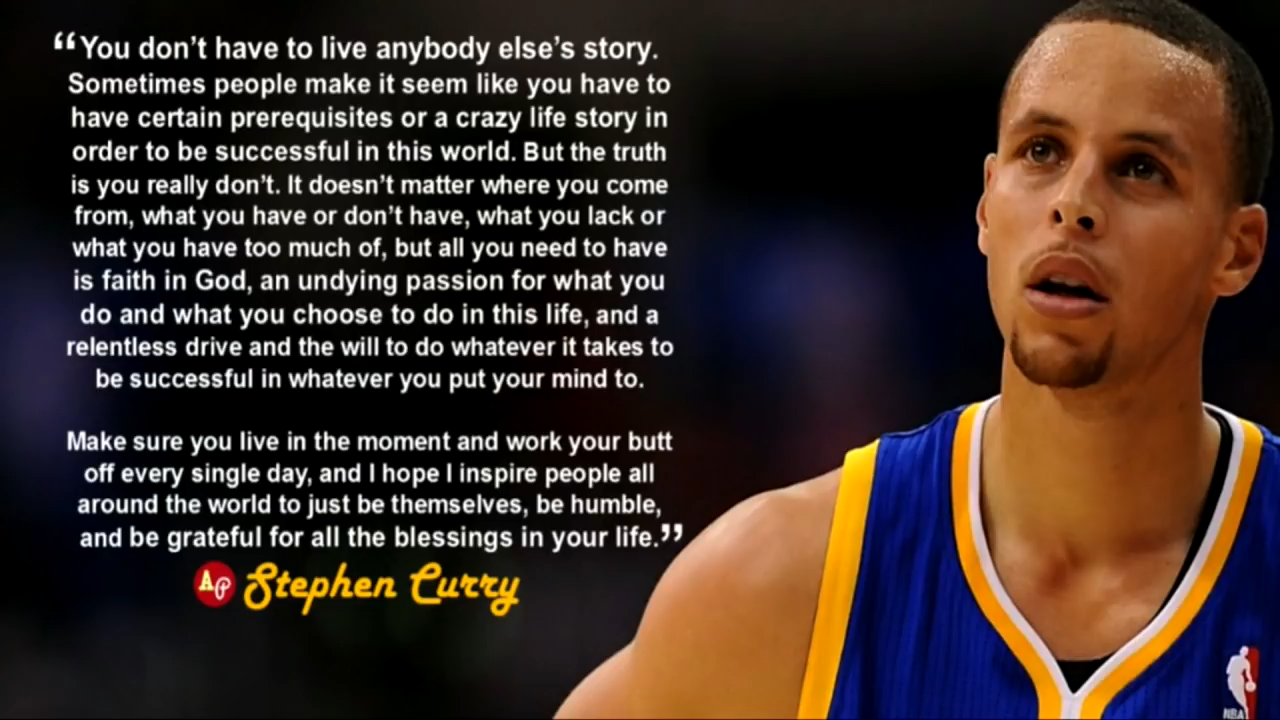 “You don’t have to live anybody else’s story.
Sometimes people make it seem like you have to
have certain prerequisites or a crazy life story in
order to be successful in this world. But the truth
is you really don’t. It doesn’t matter where you come
from, what you have or don’t have, what you lack or
what you have too much of, but all you need to have
is faith in God, an undying passion for what you
do and what you choose to do in this life, and a
relentless drive and the will to do whatever it takes to
be successful in whatever you put your mind to.
Make sure you live in the moment and work your butt
off every single day, and I hope I inspire people all
around the world to just be themselves, be humble,
and be grateful for all the blessings in your life.”
AP Stephen Curry
NBA